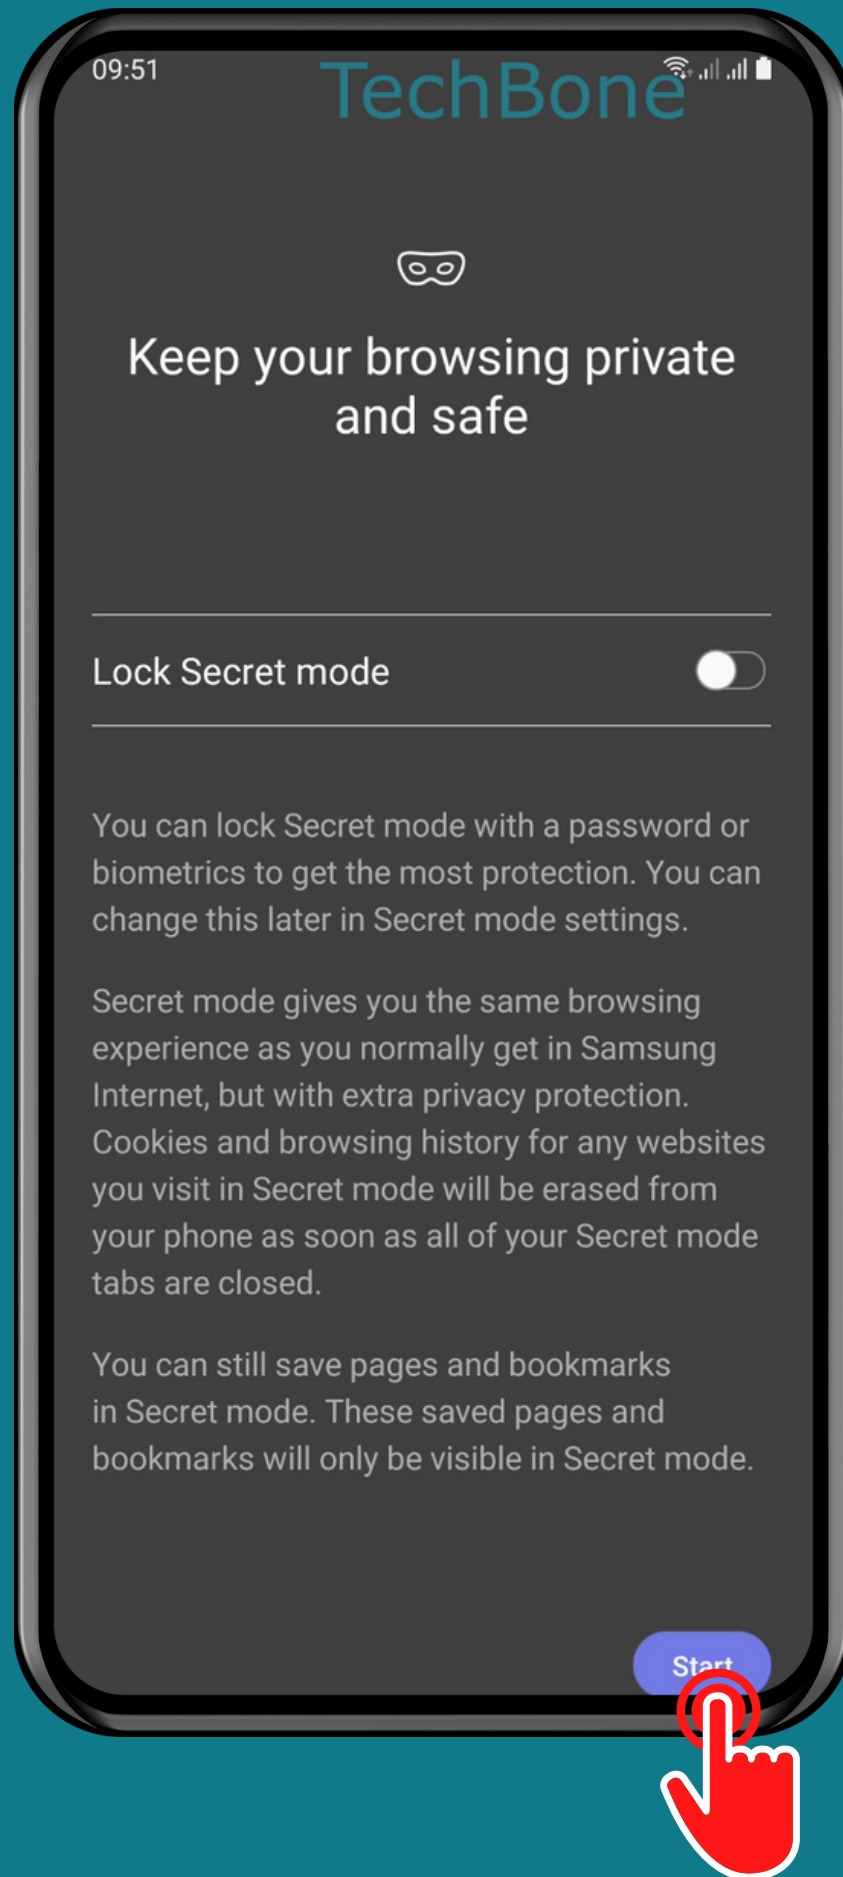 09:51
TechBone
Keep your browsing private
and safe
Lock Secret mode
You can lock Secret mode with a password or
biometrics to get the most protection. You can
change this later in Secret mode settings.
Secret mode gives you the same browsing
experience as you normally get in Samsung
Internet, but with extra privacy protection.
Cookies and browsing history for any websites
you visit in Secret mode will be erased from
your phone as soon as all of your Secret mode
tabs are closed.
You can still save pages and bookmarks
in Secret mode. These saved pages and
bookmarks will only be visible in Secret mode.
Start